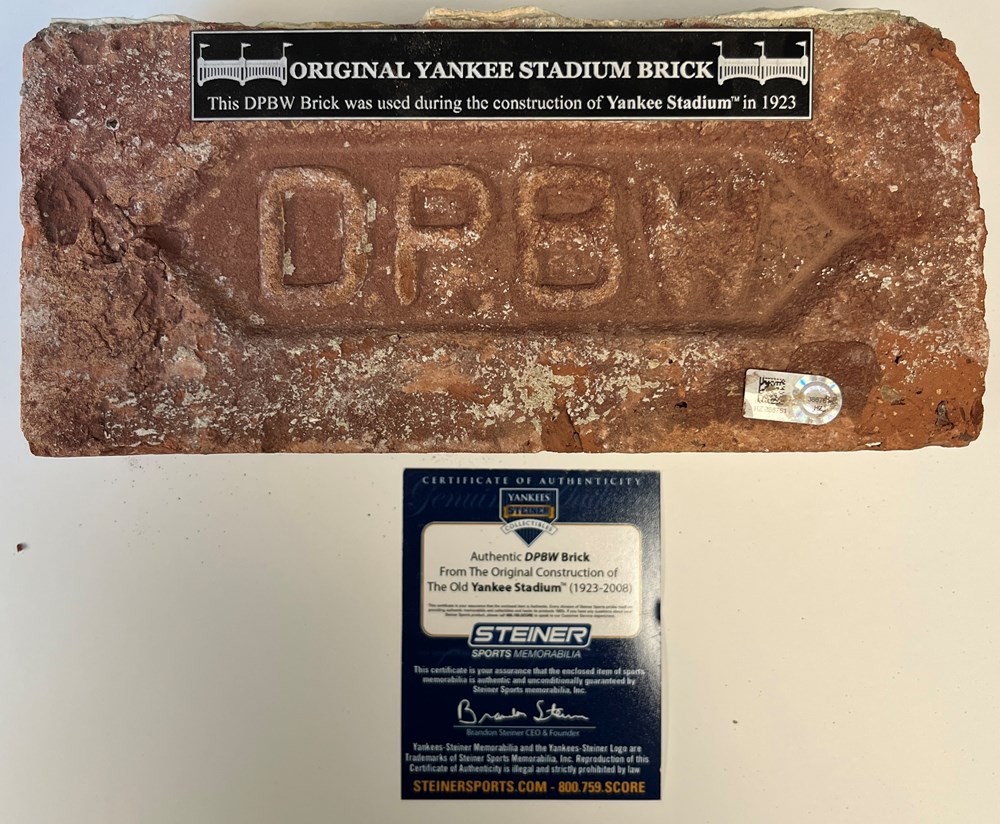 ORIGINAL YANKEE STADIUM BRICK
This DPBW Brick was used during the construction of Yankee Stadium™ in 1923
DPBW
CERTIFICATE OF AUTHENTICITY
YANKEES
STEINER
COLLECTIBLES
Authentic DPBW Brick
From The Original Construction of
The Old Yankee Stadium™ (1923-2008)
STEINER
SPORTS MEMORABILIA
This certificate is your assurance that the enclosed item of sports
memorabilia is authentic and unconditionally guaranteed by
Steiner Sports memorabilia, Inc.
Brandon Steiner CEO & Founder
Yankees-Steiner Memorabilia and the Yankees-Steiner Logo are
Trademarks of Steiner Sports Memorabilia, Inc. Reproduction of this
Certificate of Authenticity is illegal and strictly prohibited by law
STEINERSPORTS.COM - 800.759.SCORE